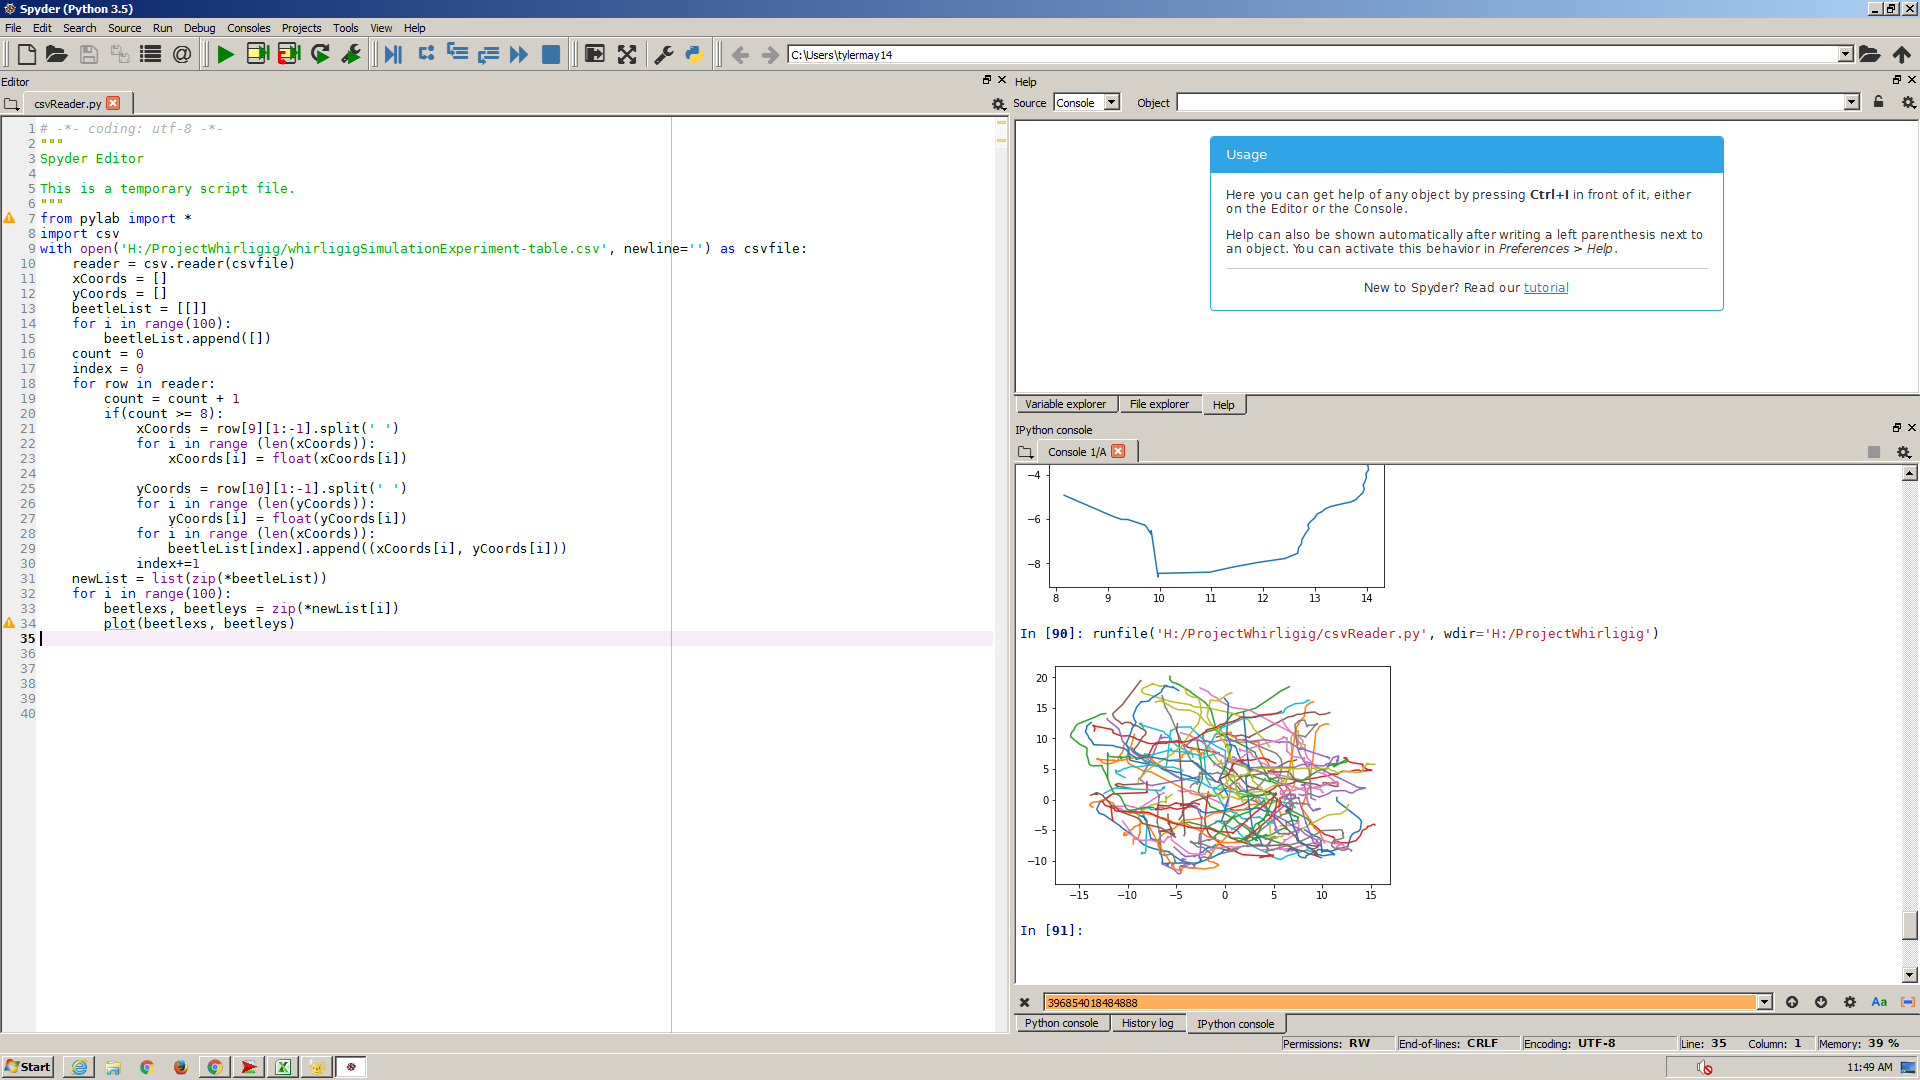 Spyder (Python 3.5)
File Edit Search Source Run Debug Consoles Projects Tools View Help
C:\Users\tylermay14
Editor
csvReader.py
1 # -*- coding: utf-8 -*-
2 """
3 Spyder Editor
4
5 This is a temporary script file.
6 """
7 from pylab import *
8 import csv
9 with open('H:/ProjectWhirligig/whirligigSimulationExperiment-table.csv', newline='') as csvfile:
10     reader = csv.reader(csvfile)
11     xCoords = []
12     yCoords = []
13     beetleList = [[]]
14     for i in range(100):
15         beetleList.append([])
16     count = 0
17     index = 0
18     for row in reader:
19         count = count + 1
20         if(count >= 8):
21             xCoords = row[9][1:-1].split(' ')
22             for i in range (len(xCoords)):
23                 xCoords[i] = float(xCoords[i])
24
25             yCoords = row[10][1:-1].split(' ')
26             for i in range (len(yCoords)):
27                 yCoords[i] = float(yCoords[i])
28             for i in range (len(xCoords)):
29                 beetleList[index].append((xCoords[i], yCoords[i]))
30             index+=1
31     newList = list(zip(*beetleList))
32     for i in range(100):
33         beetlexs, beetleys = zip(*newList[i])
34         plot(beetlexs, beetleys)
35
36
37
38
39
40
Help
Source Console Object
Usage
Here you can get help of any object by pressing Ctrl+I in front of it, either
on the Editor or the Console.
Help can also be shown automatically after writing a left parenthesis next to
an object. You can activate this behavior in Preferences > Help.
New to Spyder? Read our tutorial
Variable explorer File explorer Help
IPython console
Console 1/A
−4
−6
−8
8 9 10 11 12 13 14
In [90]: runfile('H:/ProjectWhirligig/csvReader.py', wdir='H:/ProjectWhirligig')
20
15
10
5
0
−5
−10
−15 −10 −5 0 5 10 15
In [91]:
396854018484888
Aa
Python console History log IPython console
Permissions: RW End-of-lines: CRLF Encoding: UTF-8 Line: 35 Column: 1 Memory: 39 %
Start
11:49 AM